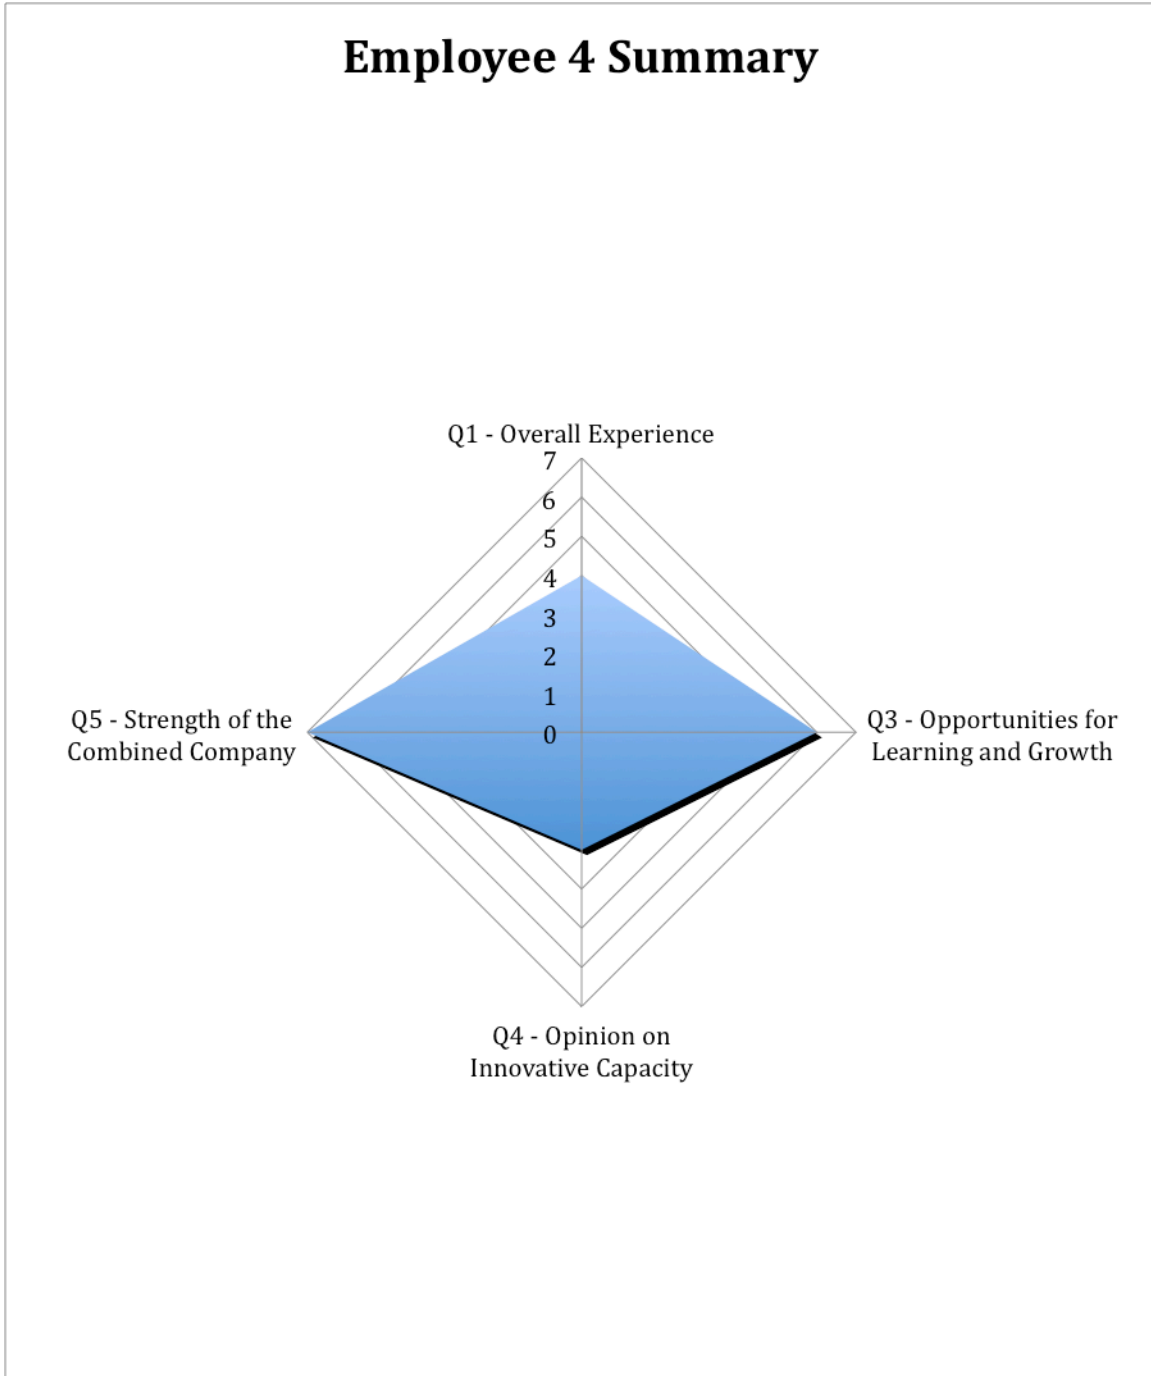 Employee 4 Summary
Q1 - Overall Experience
7
6
5
4
3
2
1
0
Q5 - Strength of the
Combined Company
Q3 - Opportunities for
Learning and Growth
Q4 - Opinion on
Innovative Capacity